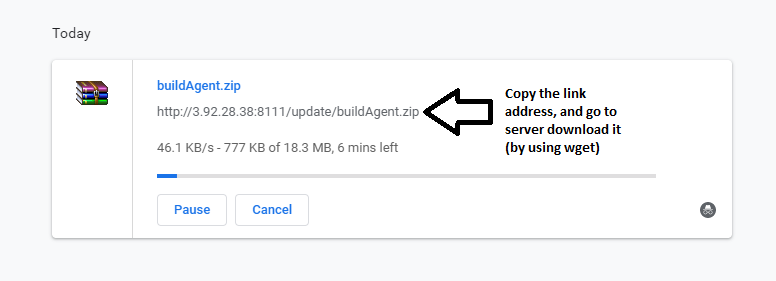 Today
buildAgent.zip
http://3.92.28.38:8111/update/buildAgent.zip
46.1 KB/s - 777 KB of 18.3 MB, 6 mins left
Pause
Cancel
Copy the link
address, and go to
server download it
(by using wget)